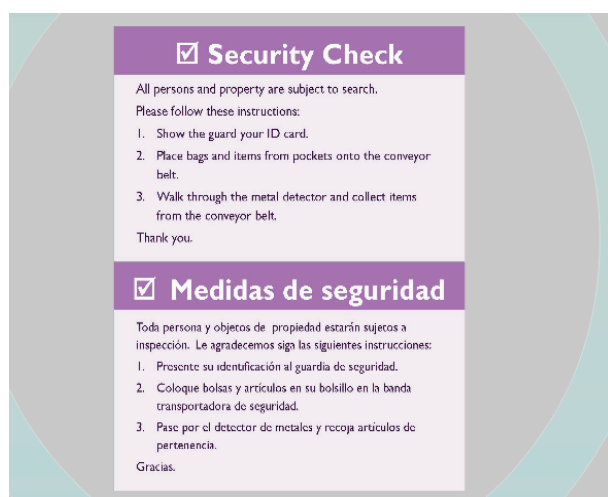 Security Check
All persons and property are subject to search.
Please follow these instructions:
1. Show the guard your ID card.
2. Place bags and items from pockets onto the conveyor
belt.
3. Walk through the metal detector and collect items
from the conveyor belt.
Thank you.
Medidas de seguridad
Toda persona y objetos de propiedad estarán sujetos a
inspección. Le agradecemos siga las siguientes instrucciones:
1. Presente su identificación al guardia de seguridad.
2. Coloque bolsas y artículos en su bolsillo en la banda
transportadora de seguridad.
3. Pase por el detector de metales y recoja artículos de
pertenencia.
Gracias.